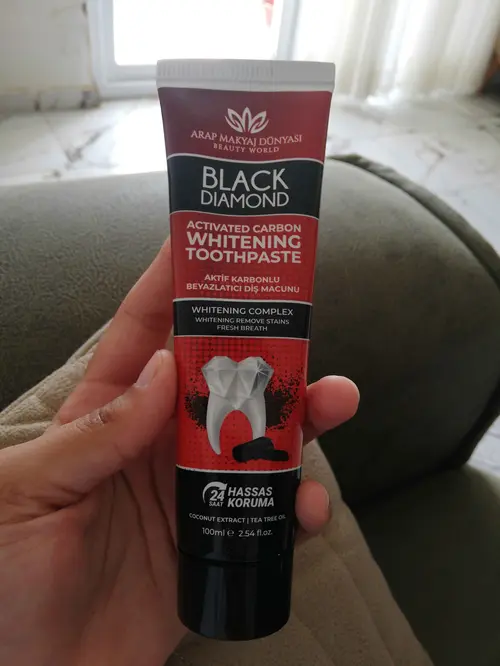 ARAP MAKYAJ DÜNYASI
BEAUTY WORLD
BLACK
DIAMOND
ACTIVATED CARBON
WHITENING
TOOTHPASTE
AKTİF KARBONLU
BEYAZLATICI DİŞ MACUNU
WHITENING COMPLEX
WHITENING REMOVE STAINS
FRESH BREATH
24
SAAT
HASSAS
KORUMA
COCONUT EXTRACT | TEA TREE OIL
100ml ℮ 2.54 fl.oz.